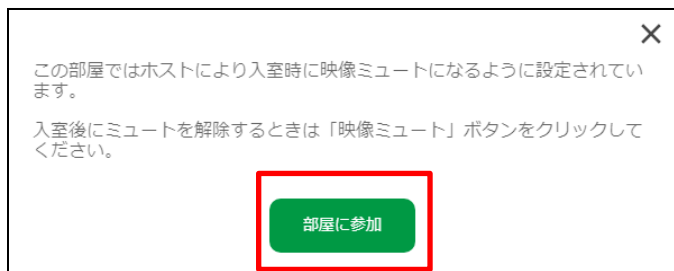 この部屋ではホストにより入室時に映像ミュートになるように設定されてい
ます。
入室後にミュートを解除するときは「映像ミュート」ボタンをクリックして
ください。
部屋に参加